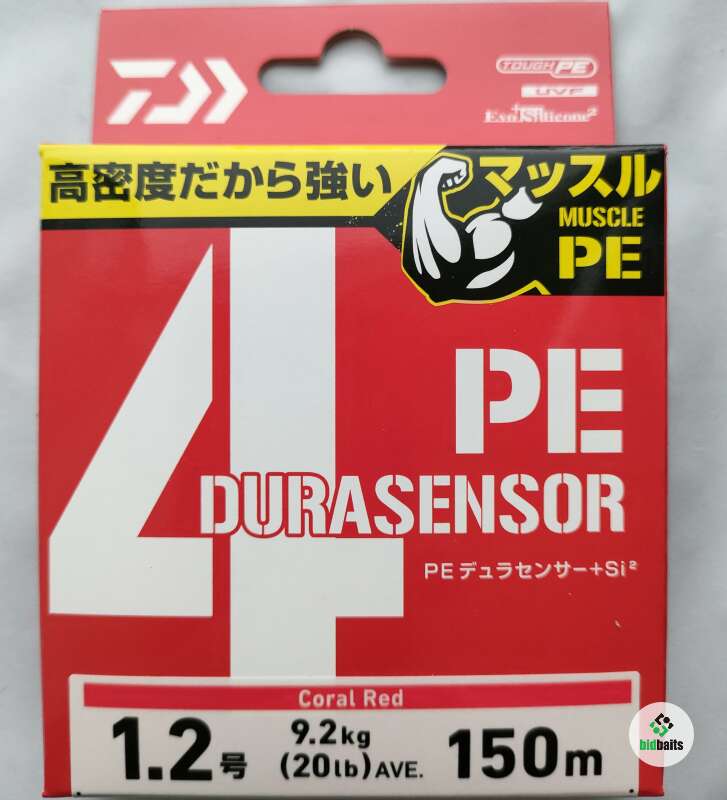 TOUGH PE
UVF
Evo Silicone²
高密度だから強い
マッスル
MUSCLE
PE
4
PE
DURASENSOR
PEデュラセンサー+Si²
Coral Red
1.2号
9.2kg
(20lb)AVE.
150m
bidbaits